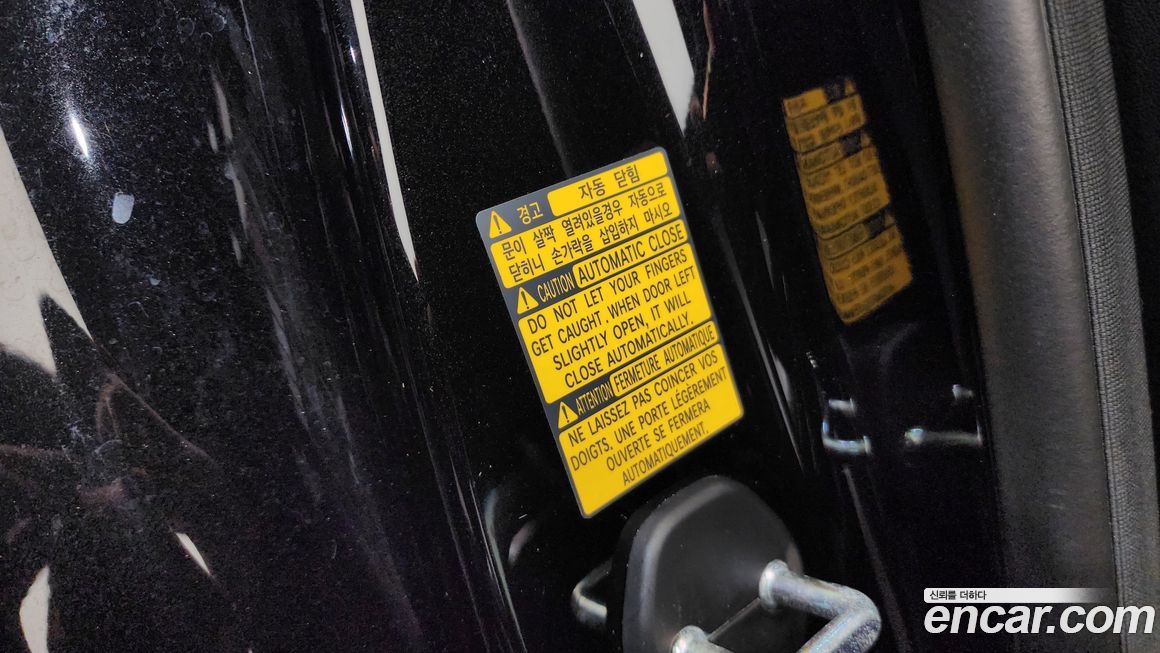 경고 자동 닫힘
문이 살짝 열려있을경우 자동으로
닫히니 손가락을 삽입하지 마시오
CAUTION AUTOMATIC CLOSE
DO NOT LET YOUR FINGERS
GET CAUGHT. WHEN DOOR LEFT
SLIGHTLY OPEN, IT WILL
CLOSE AUTOMATICALLY.
ATTENTION FERMETURE AUTOMATIQUE
NE LAISSEZ PAS COINCER VOS
DOIGTS. UNE PORTE LÉGÈREMENT
OUVERTE SE FERMERA
AUTOMATIQUEMENT.
신뢰를 더하다
encar.com